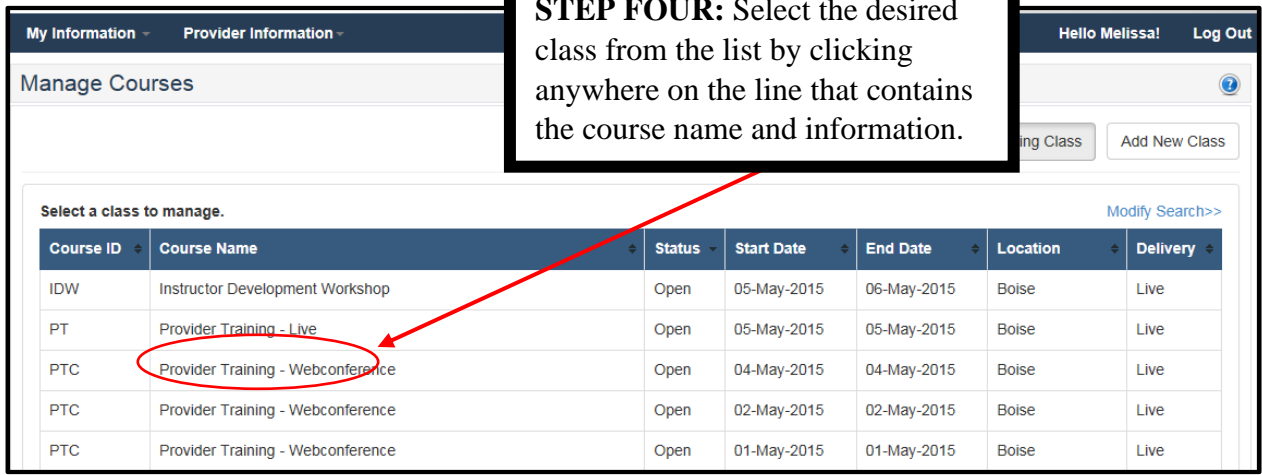 STEP FOUR: Select the desired
class from the list by clicking
anywhere on the line that contains
the course name and information.
My Information Provider Information Hello Melissa! Log Out
Manage Courses ?
Class Add New Class
Select a class to manage. Modify Search>>
Course ID Course Name Status Start Date End Date Location Delivery
IDW Instructor Development Workshop Open 05-May-2015 06-May-2015 Boise Live
PT Provider Training - Live Open 05-May-2015 05-May-2015 Boise Live
PTC Provider Training - Webconference Open 04-May-2015 04-May-2015 Boise Live
PTC Provider Training - Webconference Open 02-May-2015 02-May-2015 Boise Live
PTC Provider Training - Webconference Open 01-May-2015 01-May-2015 Boise Live